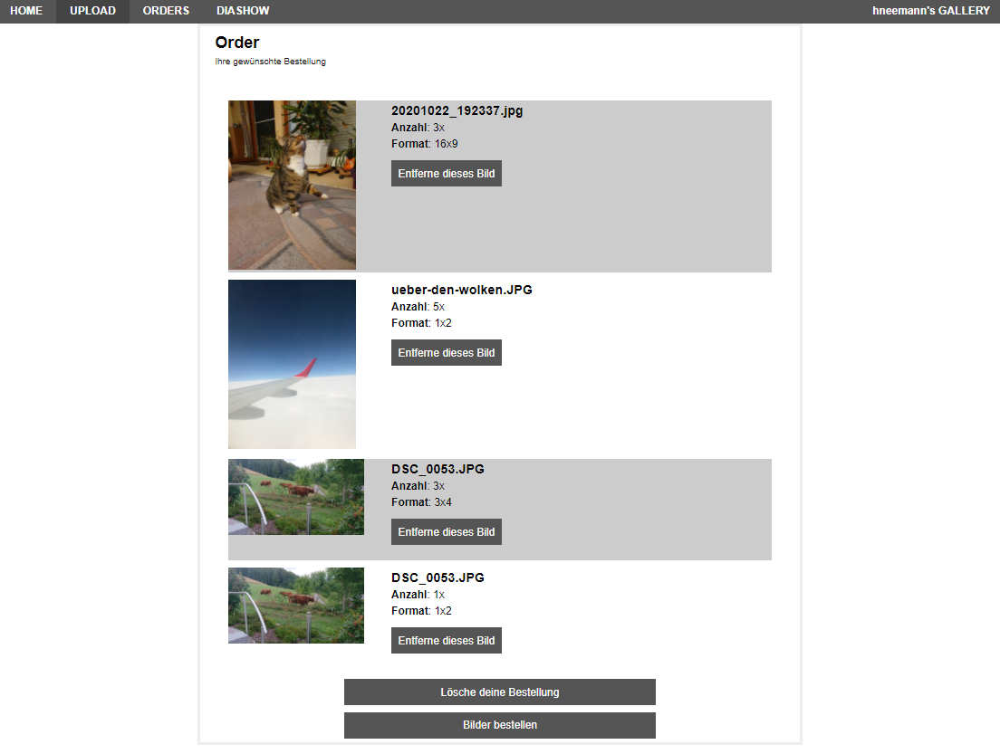 HOME UPLOAD ORDERS DIASHOW hneemann's GALLERY
Order
Ihre gewünschte Bestellung
20201022_192337.jpg
Anzahl: 3x
Format: 16x9
Entferne dieses Bild
ueber-den-wolken.JPG
Anzahl: 5x
Format: 1x2
Entferne dieses Bild
DSC_0053.JPG
Anzahl: 3x
Format: 3x4
Entferne dieses Bild
DSC_0053.JPG
Anzahl: 1x
Format: 1x2
Entferne dieses Bild
Lösche deine Bestellung
Bilder bestellen